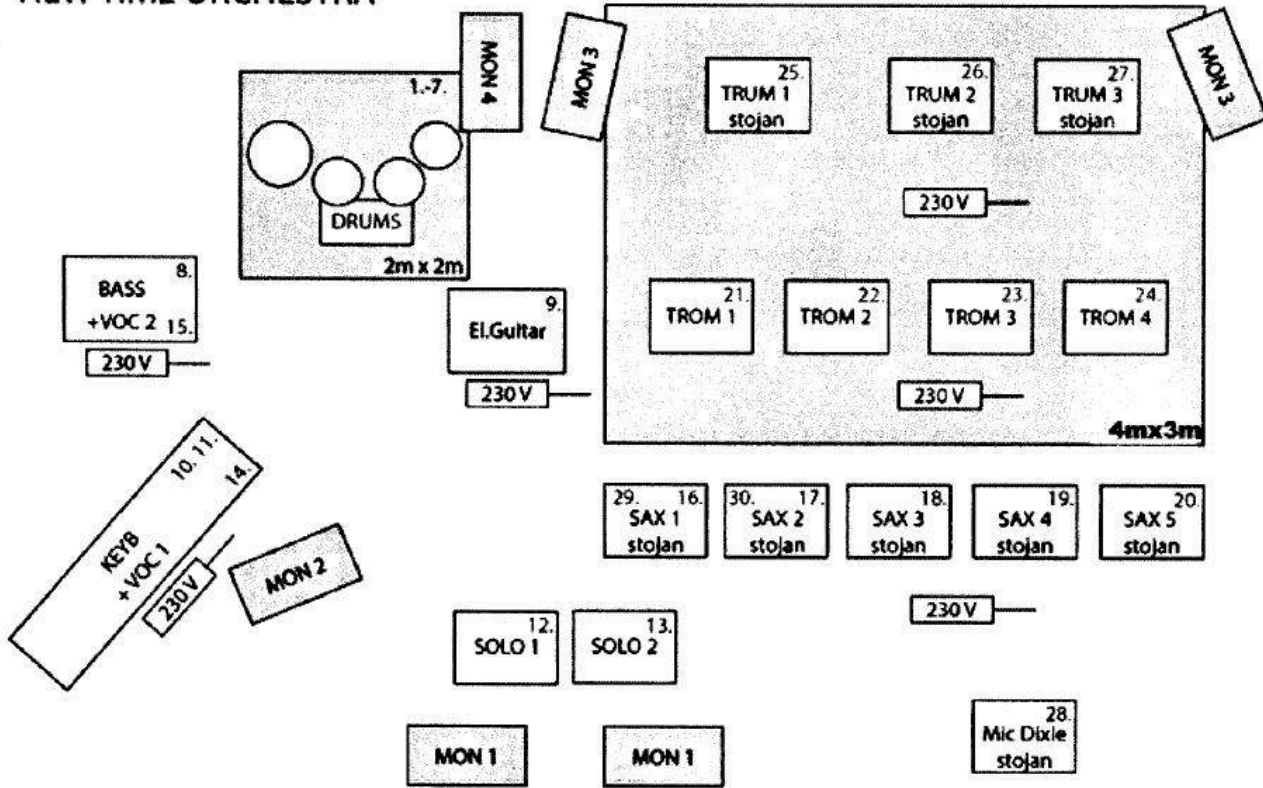 MON 4
MON 3
MON 3
1.-7.
25.
TRUM 1
stojan
26.
TRUM 2
stojan
27.
TRUM 3
stojan
DRUMS
2m x 2m
230 V
8.
BASS
+VOC 2 15.
230 V
9.
El.Guitar
230 V
21.
TROM 1
22.
TROM 2
23.
TROM 3
24.
TROM 4
230 V
4mx3m
10. 11.
14.
KEYB
+ VOC 1
230 V
MON 2
29. 16.
SAX 1
stojan
30. 17.
SAX 2
stojan
18.
SAX 3
stojan
19.
SAX 4
stojan
20.
SAX 5
stojan
230 V
12.
SOLO 1
13.
SOLO 2
MON 1
MON 1
28.
Mic Dixie
stojan